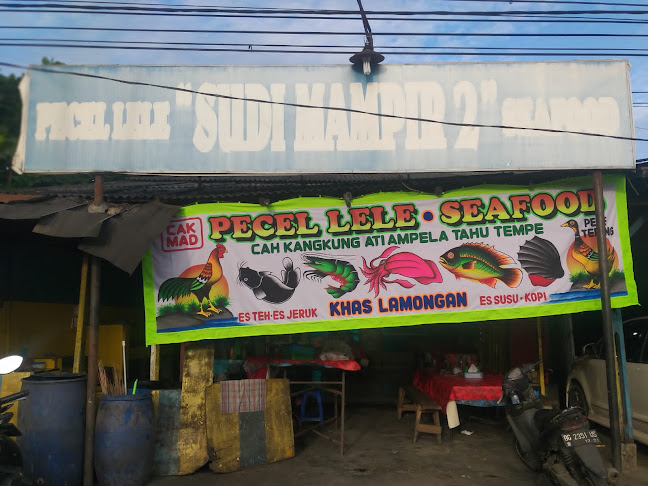 PECEL LELE "SUDI MAMPIR 2" SEAFOOD
CAK MAD
PECEL LELE • SEAFOOD
CAH KANGKUNG ATI AMPELA TAHU TEMPE
ES TEH • ES JERUK
KHAS LAMONGAN
ES SUSU • KOPI